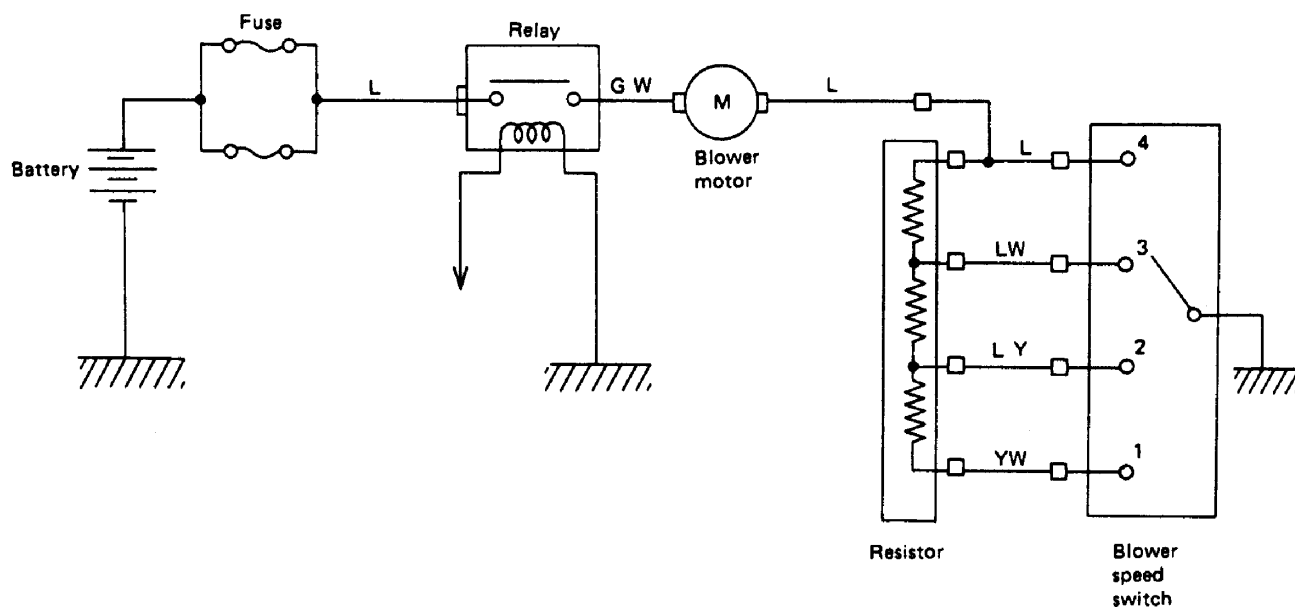 Fuse
Relay
Battery
L
G W
M
Blower
motor
L
L
4
LW
3
L Y
2
YW
1
Resistor
Blower
speed
switch